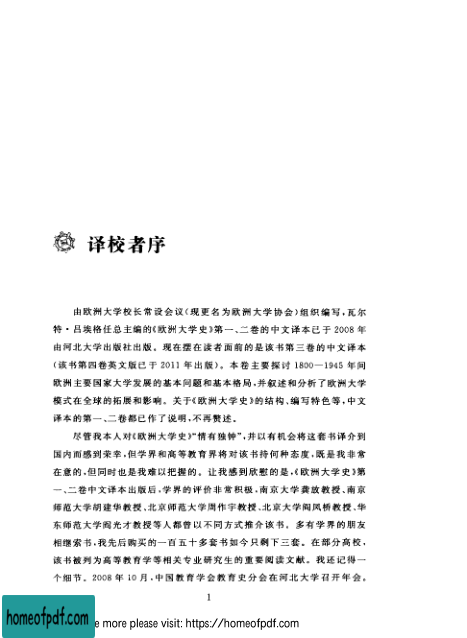 译校者序
由欧洲大学校长常设会议(现更名为欧洲大学协会)组织编写,瓦尔
特·吕埃格任总主编的《欧洲大学史》第一、二卷的中文译本已于 2008 年
由河北大学出版社出版。现在摆在读者面前的是该书第三卷的中文译本
(该书第四卷英文版已于 2011 年出版)。本卷主要探讨 1800—1945 年间
欧洲主要国家大学发展的基本问题和基本格局,并叙述和分析了欧洲大学
模式在全球的拓展和影响。关于《欧洲大学史》的结构、编写特色等,中文
译本的第一、二卷都已作了说明,不再赘述。
尽管我本人对《欧洲大学史》“情有独钟”,并以有机会将这套书译介到
国内而感到荣幸,但学界和高等教育界将对该书持何种态度,既是我非常
在意的,但同时也是我难以把握的。让我感到欣慰的是,《欧洲大学史》第
一、二卷中文译本出版后,学界的评价非常积极,南京大学龚放教授、南京
师范大学胡建华教授、北京师范大学周作宇教授、北京大学阎凤桥教授、华
东师范大学阎光才教授等人都曾以不同方式推介该书。多有学界的朋友
相继索书,我先后购买的一百五十多套书如今只剩下三套。在部分高校,
该书被列为高等教育学等相关专业研究生的重要阅读文献。我还记得一
个细节。2008 年 10 月,中国教育学会教育史分会在河北大学召开年会。
1
homeofpdf.com
e more please visit: https://homeofpdf.com